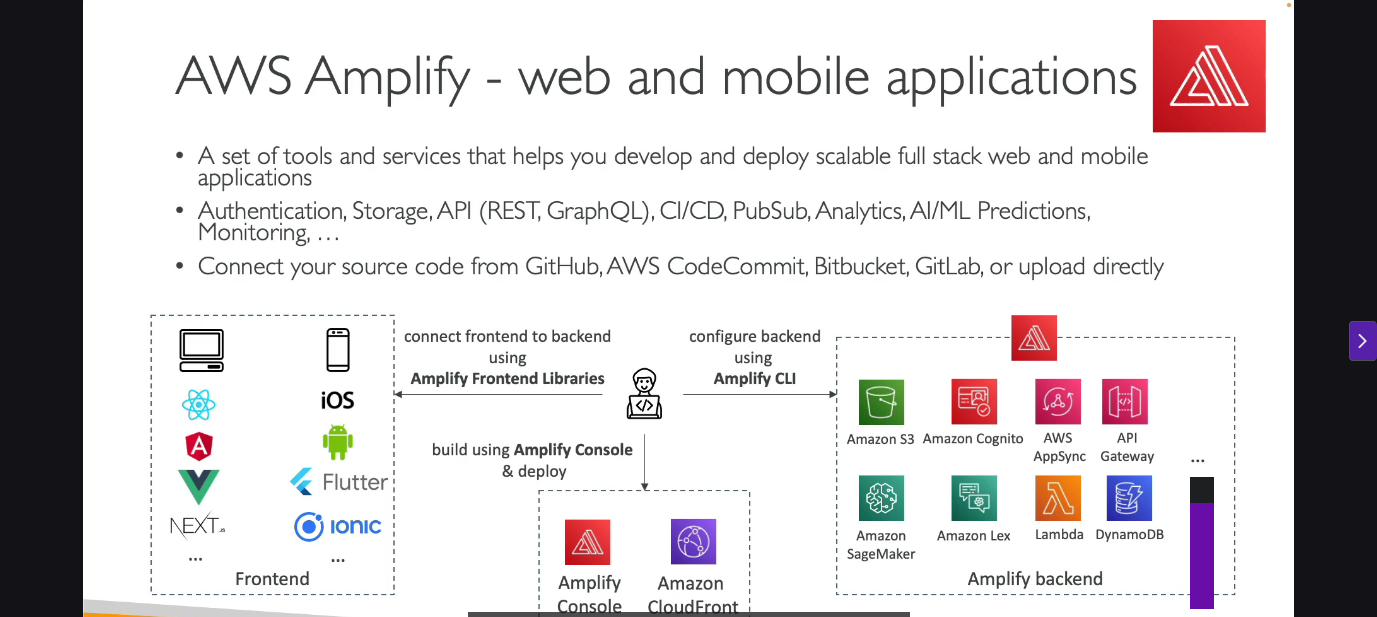 AWS Amplify - web and mobile applications
• A set of tools and services that helps you develop and deploy scalable full stack web and mobile
applications
• Authentication, Storage, API (REST, GraphQL), CI/CD, PubSub, Analytics, AI/ML Predictions,
Monitoring, …
• Connect your source code from GitHub, AWS CodeCommit, Bitbucket, GitLab, or upload directly
iOS
Flutter
NEXT.JS
ionic
...
...
Frontend
connect frontend to backend
using
Amplify Frontend Libraries
configure backend
using
Amplify CLI
build using Amplify Console
& deploy
Amplify
Console
Amazon
CloudFront
Amazon S3
Amazon Cognito
AWS
AppSync
API
Gateway
...
Amazon
SageMaker
Amazon Lex
Lambda
DynamoDB
Amplify backend